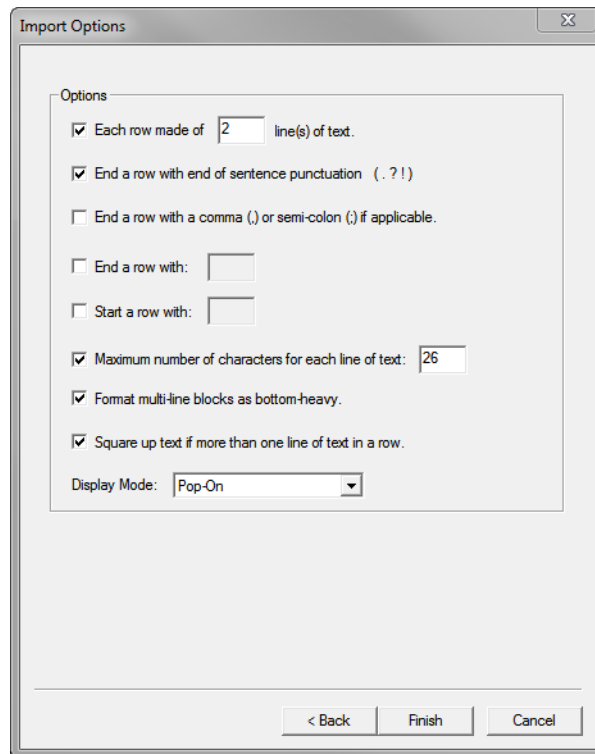 Import Options
Options
Each row made of 2 line(s) of text.
End a row with end of sentence punctuation ( . ? ! )
End a row with a comma (,) or semi-colon (;) if applicable.
End a row with:
Start a row with:
Maximum number of characters for each line of text: 26
Format multi-line blocks as bottom-heavy.
Square up text if more than one line of text in a row.
Display Mode: Pop-On
< Back Finish Cancel